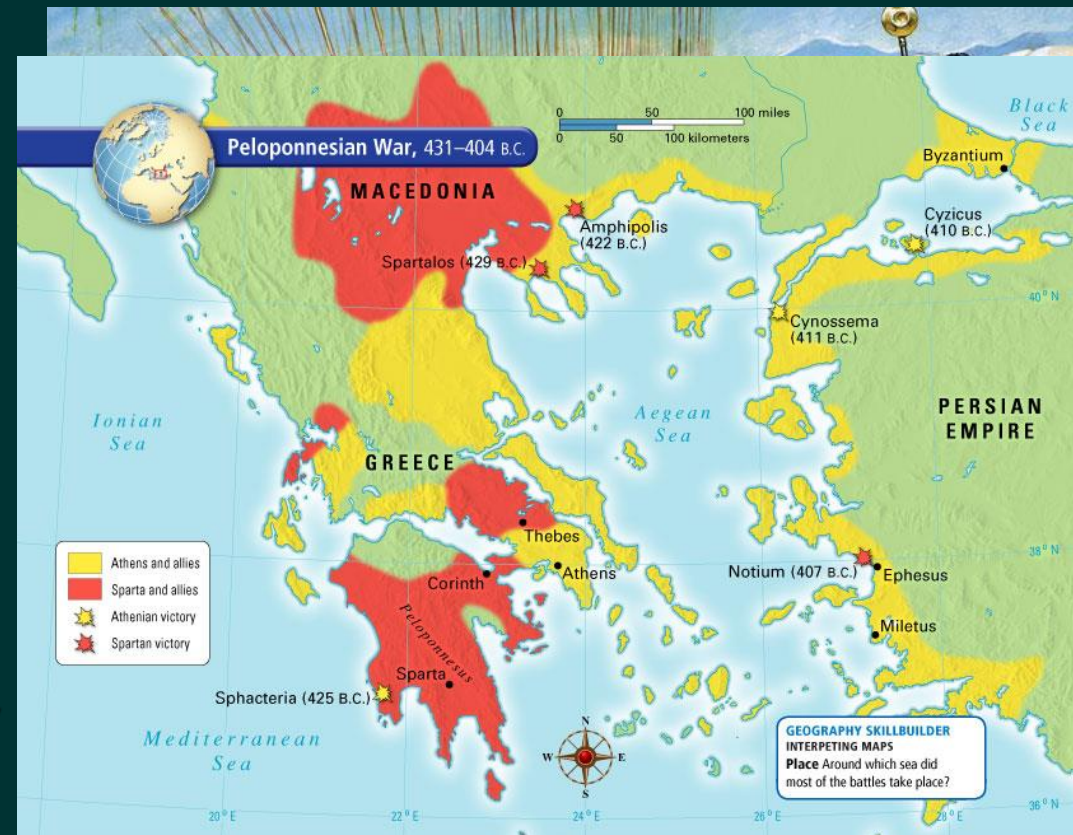 Peloponnesian War, 431–404 B.C.
0 50 100 miles
0 50 100 kilometers
Black
Sea
Byzantium
MACEDONIA
Cyzicus
(410 B.C.)
Amphipolis
(422 B.C.)
Spartalos (429 B.C.)
40° N
Cynossema
(411 B.C.)
Ionian
Sea
Aegean
Sea
PERSIAN
EMPIRE
GREECE
Thebes
Athens
Corinth
38° N
Notium (407 B.C.)
Ephesus
Miletus
Athens and allies
Sparta and allies
Athenian victory
Spartan victory
Peloponnesus
Sparta
Sphacteria (425 B.C.)
Mediterranean
Sea
N
W E
S
GEOGRAPHY SKILLBUILDER
INTERPETING MAPS
Place Around which sea did
most of the battles take place?
20° E
22° E
24° E
26° E
28° E
36° N